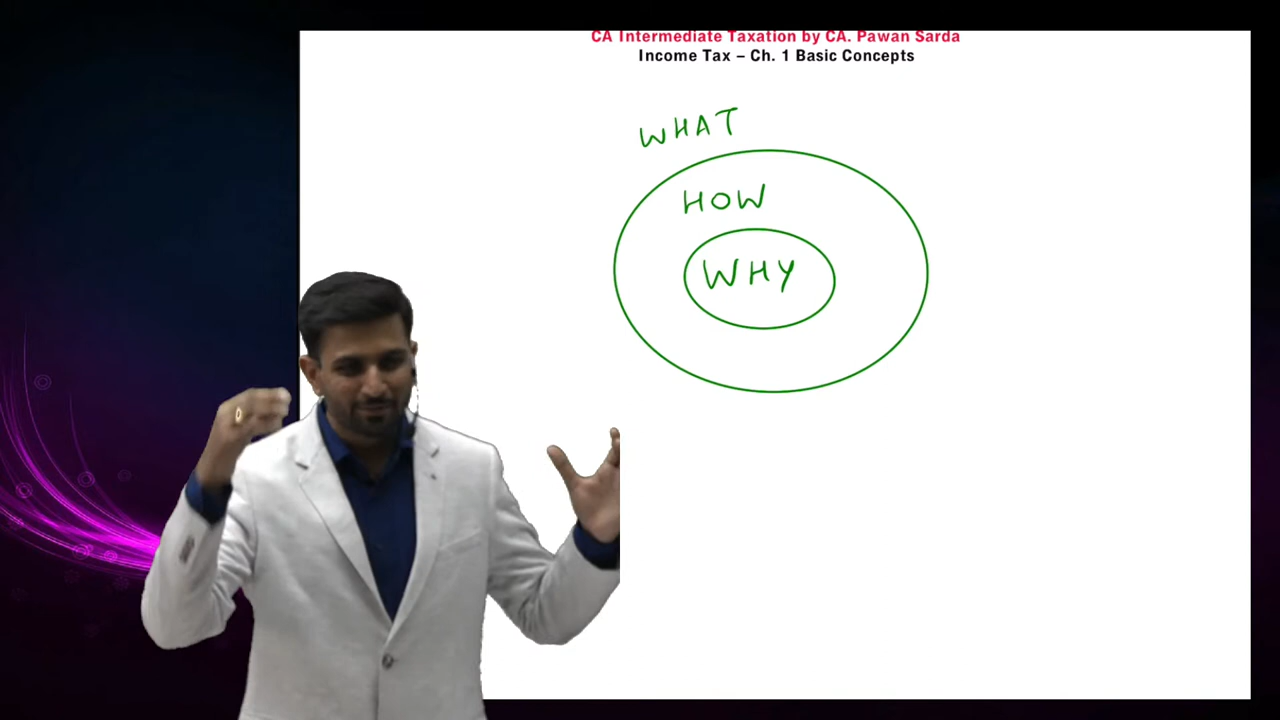 CA Intermediate Taxation by CA. Pawan Sarda
Income Tax – Ch. 1 Basic Concepts
WHAT
HOW
WHY